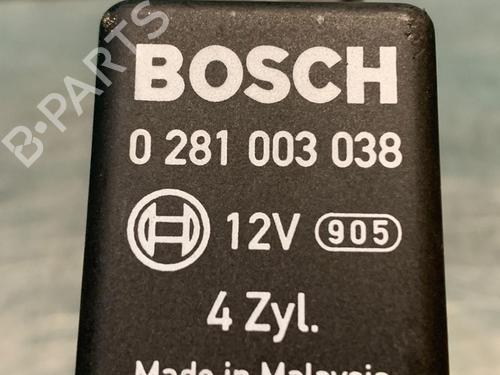 BOSCH
0 281 003 038
12V 905
4 Zyl.
Made in Malaysia
B-PARTS